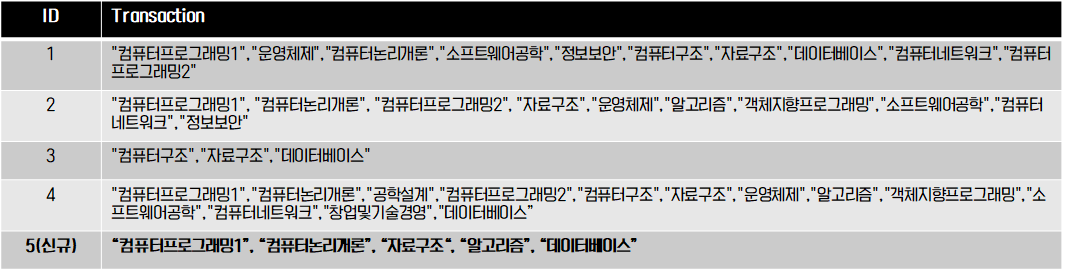 ID Transaction
1 "컴퓨터프로그래밍1", "운영체제", "컴퓨터논리개론", "소프트웨어공학", "정보보안", "컴퓨터구조", "자료구조", "데이터베이스", "컴퓨터네트워크", "컴퓨터
프로그래밍2"
2 "컴퓨터프로그래밍1", "컴퓨터논리개론", "컴퓨터프로그래밍2", "자료구조", "운영체제", "알고리즘", "객체지향프로그래밍", "소프트웨어공학", "컴퓨터
네트워크", "정보보안"
3 "컴퓨터구조", "자료구조", "데이터베이스"
4 "컴퓨터프로그래밍1", "컴퓨터논리개론", "공학설계", "컴퓨터프로그래밍2", "컴퓨터구조", "자료구조", "운영체제", "알고리즘", "객체지향프로그래밍", "소
프트웨어공학", "컴퓨터네트워크", "창업및기술경영", "데이터베이스”
5(신규) “컴퓨터프로그래밍1”, “컴퓨터논리개론”, “자료구조“, “알고리즘”, “데이터베이스”